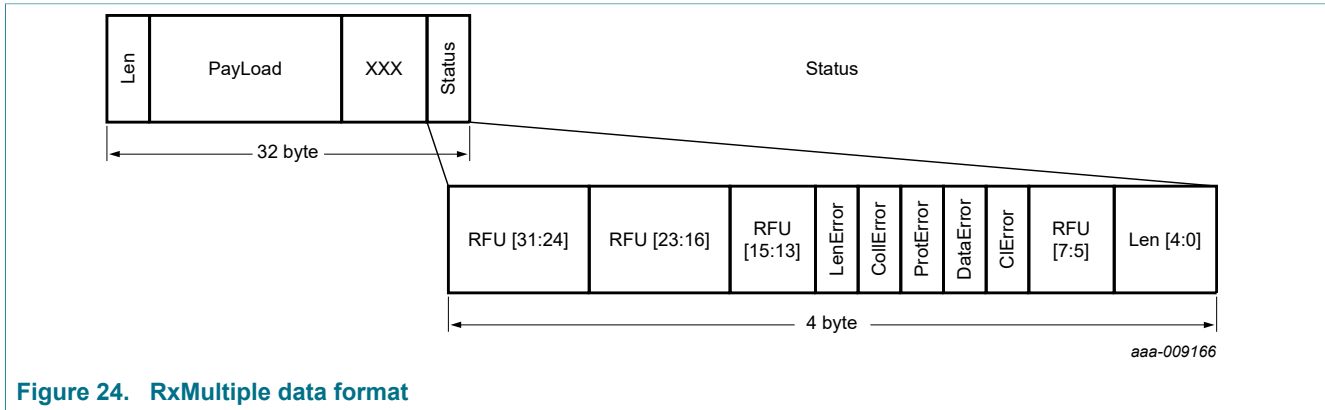 Len
PayLoad
XXX
Status
Status
32 byte
RFU [31:24]
RFU [23:16]
RFU
[15:13]
LenError
CollError
ProtError
DataError
ClError
RFU
[7:5]
Len [4:0]
4 byte
aaa-009166
Figure 24. RxMultiple data format